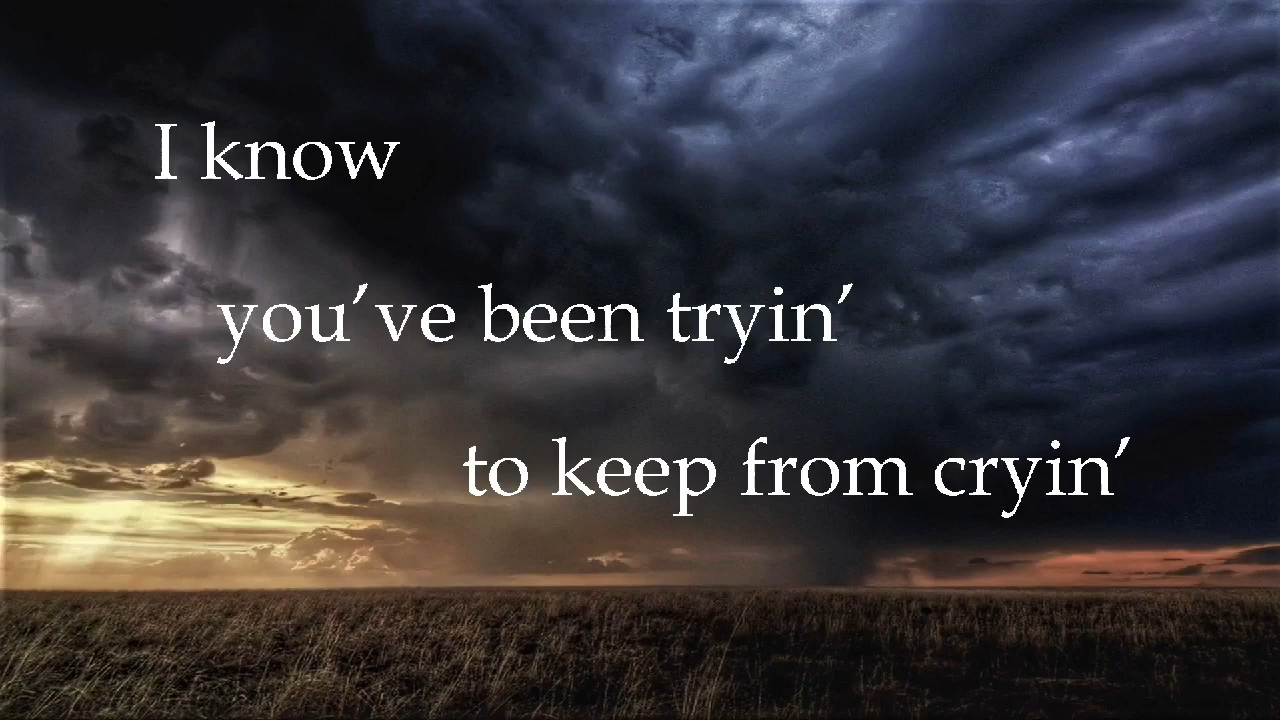 I know
you’ve been tryin’
to keep from cryin’